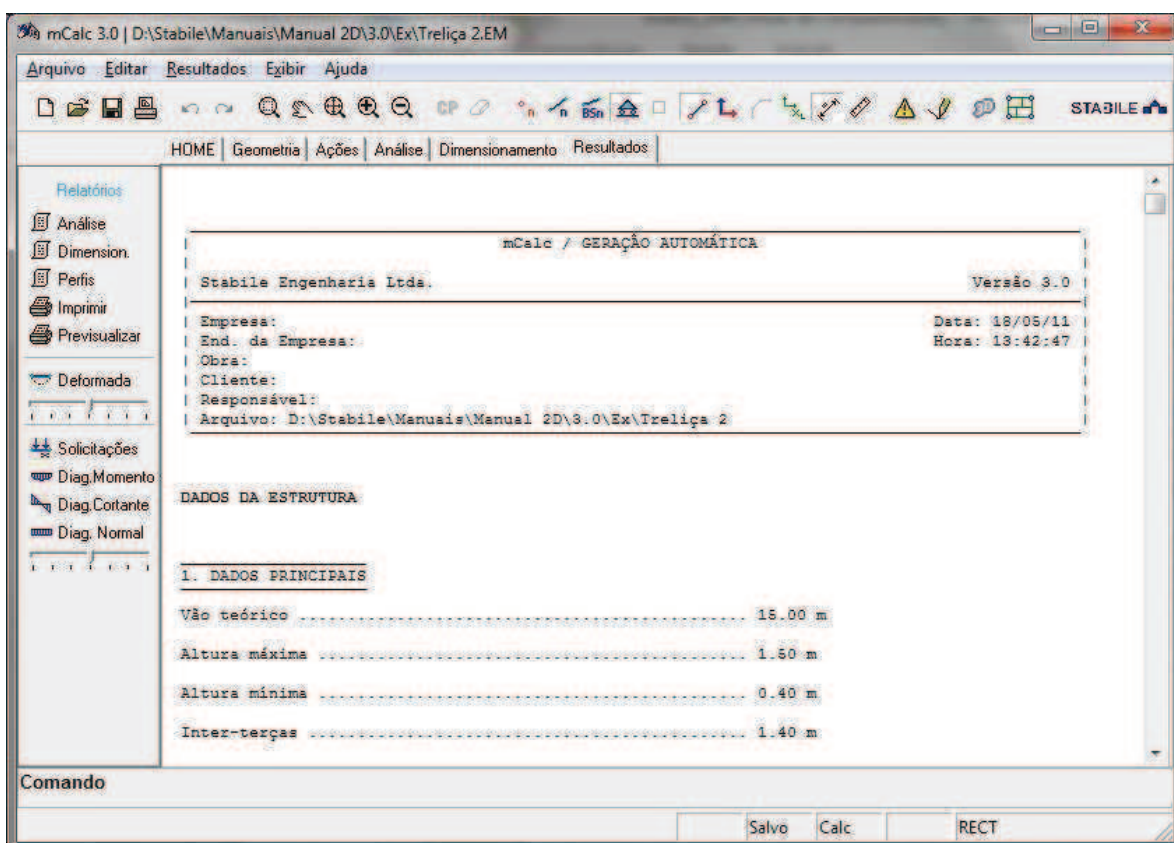 mCalc 3.0 | D:\Stabile\Manuais\Manual 2D\3.0\Ex\Treliça 2.EM
Arquivo Editar Resultados Exibir Ajuda
CP n n BSn STABILE
HOME Geometria Ações Análise Dimensionamento Resultados
Relatórios
Análise
Dimension.
Perfis
Imprimir
Previsualizar
Deformada
Solicitações
Diag.Momento
Diag.Cortante
Diag. Normal
mCalc / GERAÇÃO AUTOMÁTICA
Stabile Engenharia Ltda. Versão 3.0
Empresa: Data: 18/05/11
End. da Empresa: Hora: 13:42:47
Obra:
Cliente:
Responsável:
Arquivo: D:\Stabile\Manuais\Manual 2D\3.0\Ex\Treliça 2
DADOS DA ESTRUTURA
1. DADOS PRINCIPAIS
Vão teórico ............................................. 15.00 m
Altura máxima ........................................... 1.50 m
Altura mínima ........................................... 0.40 m
Inter-terças ............................................ 1.40 m
Comando
Salvo Calc RECT